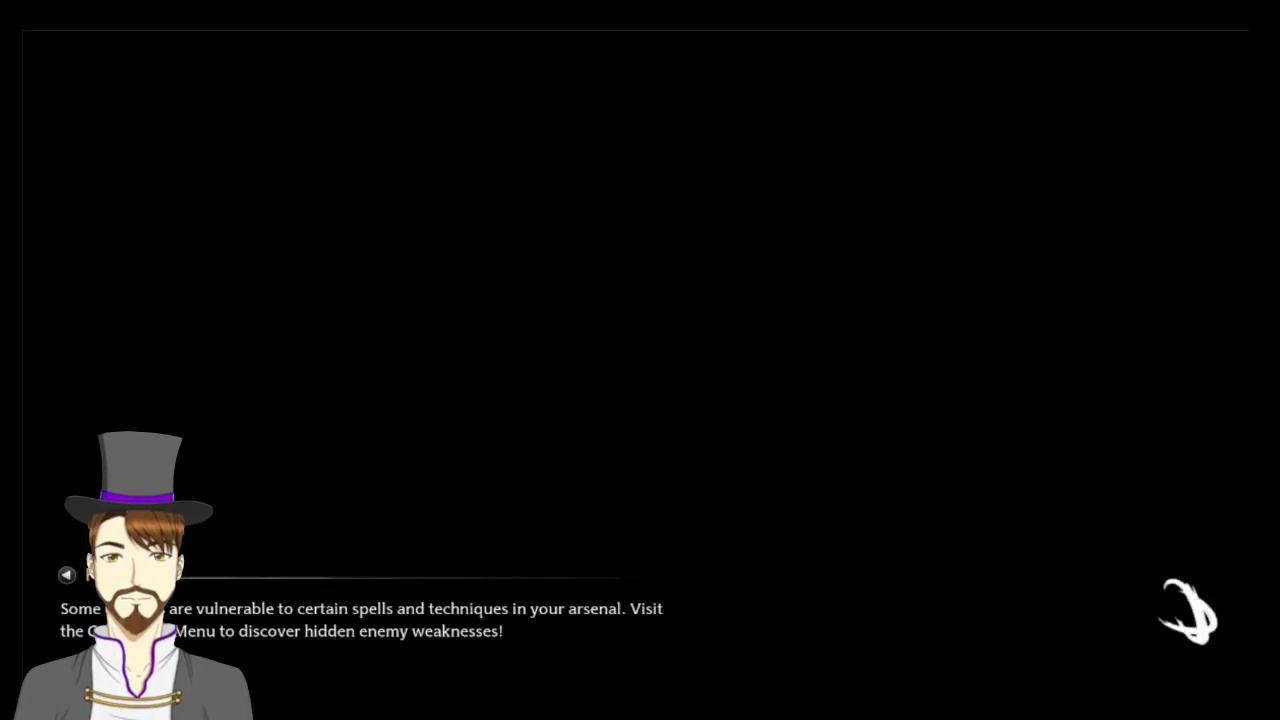 Some are vulnerable to certain spells and techniques in your arsenal. Visit
the Menu to discover hidden enemy weaknesses!